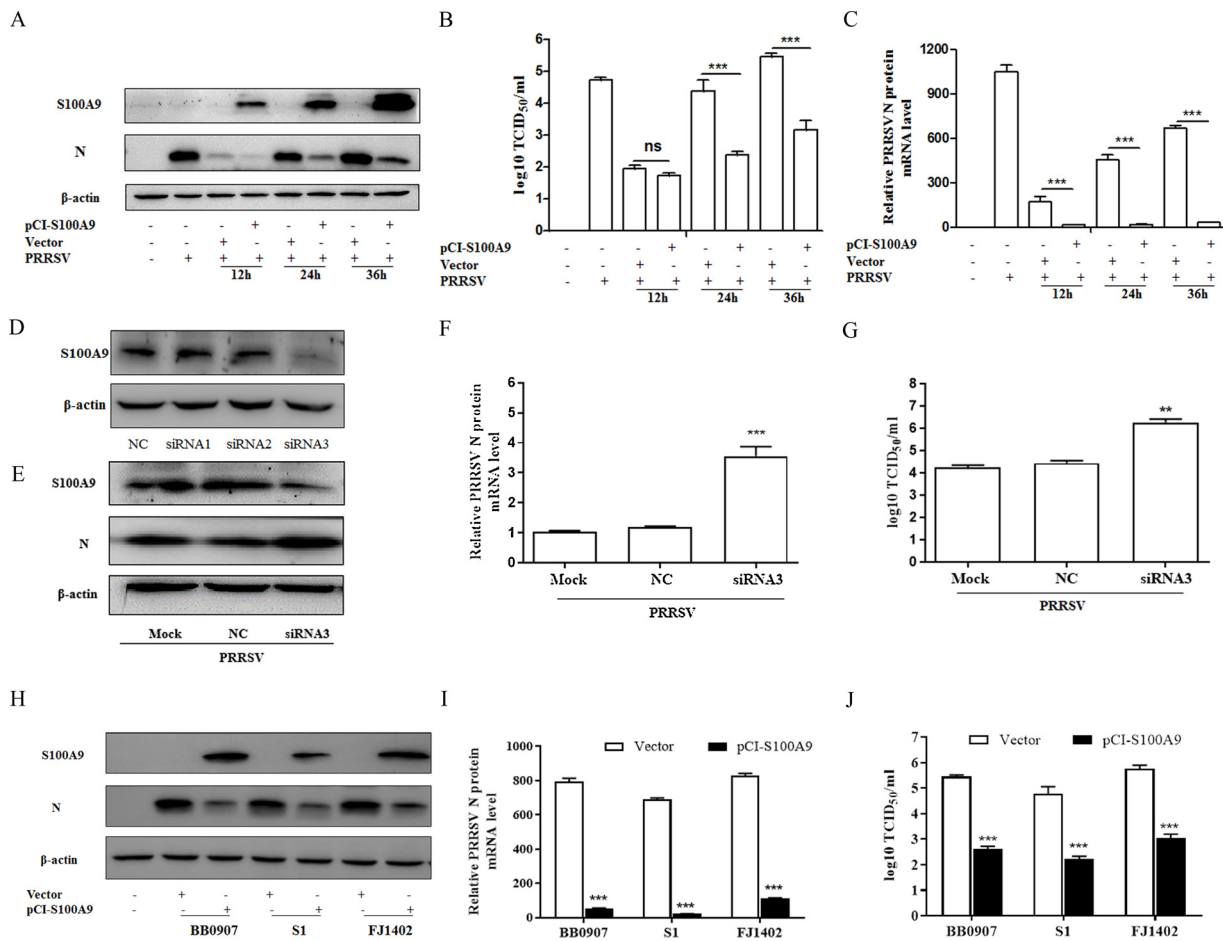 A
S100A9
N
β-actin
pCI-S100A9 - - - + - + - +
Vector - - + - + - + -
PRRSV - + + + + + + +
12h 24h 36h
B
log10 TCID50/ml
6
5
4
3
2
1
0
ns
***
***
pCI-S100A9 - - - + - + - +
Vector - - + - + - + -
PRRSV - + + + + + + +
12h 24h 36h
C
Relative PRRSV N protein
mRNA lavel
1200
900
600
300
0
***
***
***
pCI-S100A9 - - - + - + - +
Vector - - + - + - + -
PRRSV - + + + + + + +
12h 24h 36h
D
S100A9
β-actin
NC siRNA1 siRNA2 siRNA3
E
S100A9
N
β-actin
Mock NC siRNA3
PRRSV
F
Relative PRRSV N protein
mRNA level
6
5
4
3
2
1
0
***
Mock NC siRNA3
PRRSV
G
log10 TCID50/ml
8
7
6
5
4
3
2
1
0
**
Mock NC siRNA3
PRRSV
H
S100A9
N
β-actin
Vector - + - + - + -
pCI-S100A9 - - + - + - +
BB0907 S1 FJ1402
I
Relative PRRSV N protein
mRNA level
Vector pCI-S100A9
1000
800
600
400
200
0
*** *** ***
BB0907 S1 FJ1402
J
log10 TCID50/ml
Vector pCI-S100A9
7
6
5
4
3
2
1
0
*** *** ***
BB0907 S1 FJ1402